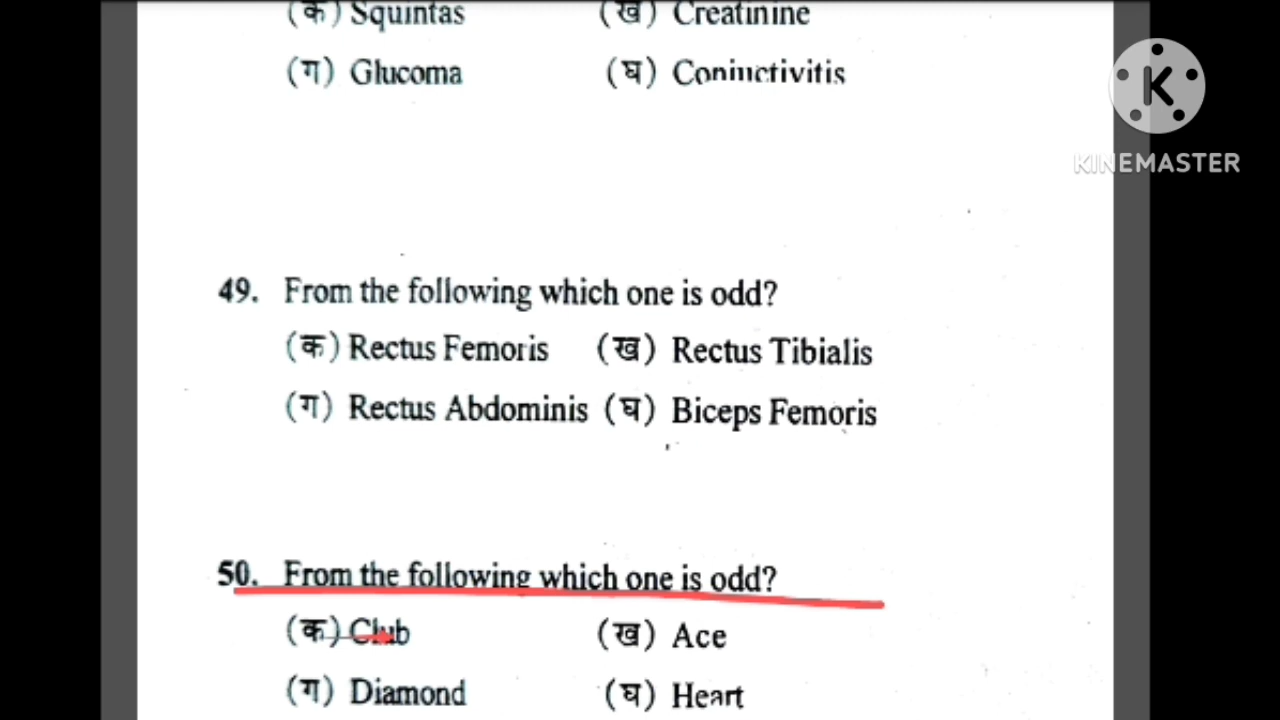 (क) Squintas (ख) Creatinine
(ग) Glucoma (घ) Coniuctivitis
KINEMASTER
49. From the following which one is odd?
(क) Rectus Femoris (ख) Rectus Tibialis
(ग) Rectus Abdominis (घ) Biceps Femoris
50. From the following which one is odd?
(क) Club (ख) Ace
(ग) Diamond (घ) Heart